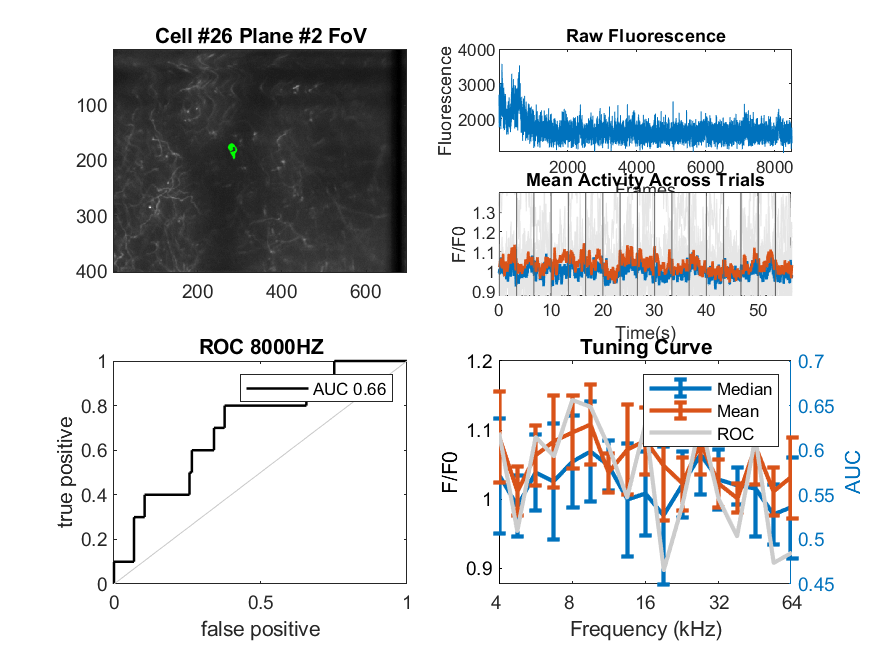 Cell #26 Plane #2 FoV
100
200
300
400
200 400 600
Raw Fluorescence
Fluorescence
4000
3000
2000
2000 4000 6000 8000
Frames
Mean Activity Across Trials
F/F0
1.3
1.2
1.1
1
0.9
0 10 20 30 40 50
Time(s)
ROC 8000HZ
true positive
1
0.8
0.6
0.4
0.2
0
AUC 0.66
0 0.5 1
false positive
Tuning Curve
F/F0
1.2
1.1
1
0.9
Median
Mean
ROC
0.7
0.65
0.6
0.55
0.5
0.45
AUC
4 8 16 32 64
Frequency (kHz)